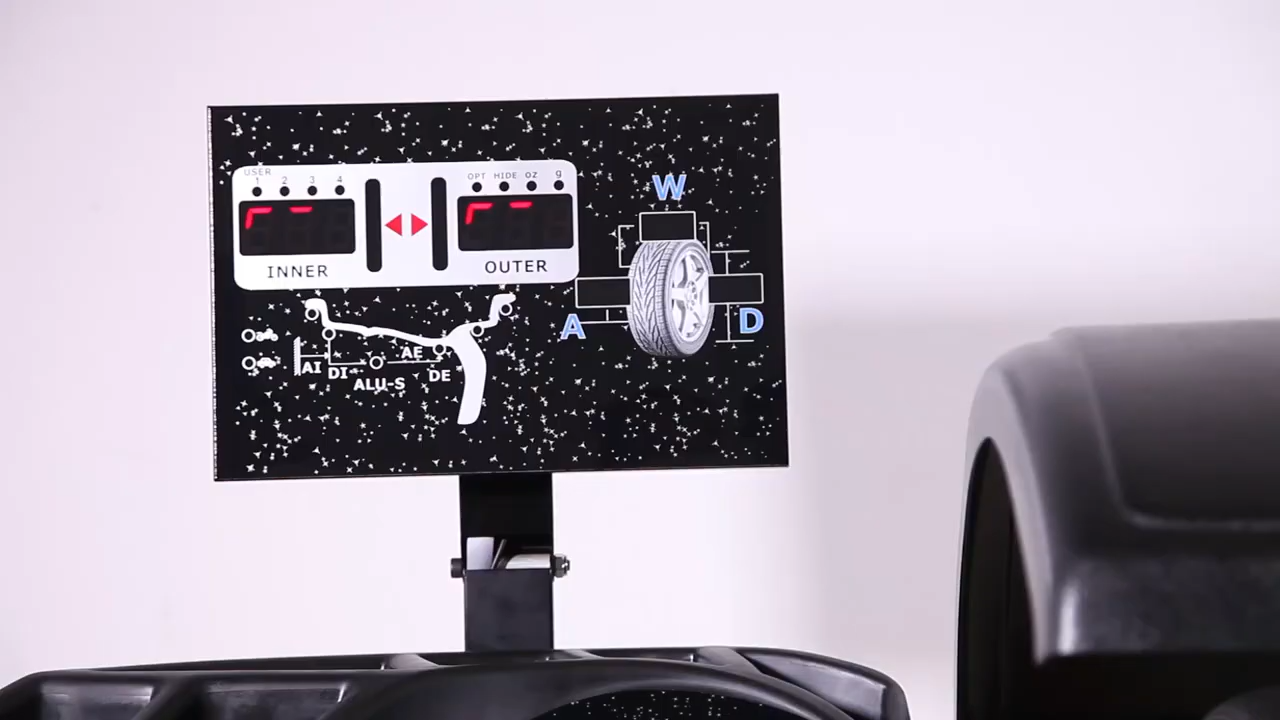 USER
1 2 3 4
OPT HIDE OZ g
INNER
OUTER
W
A
D
AI
DI
AE
ALU-S
DE